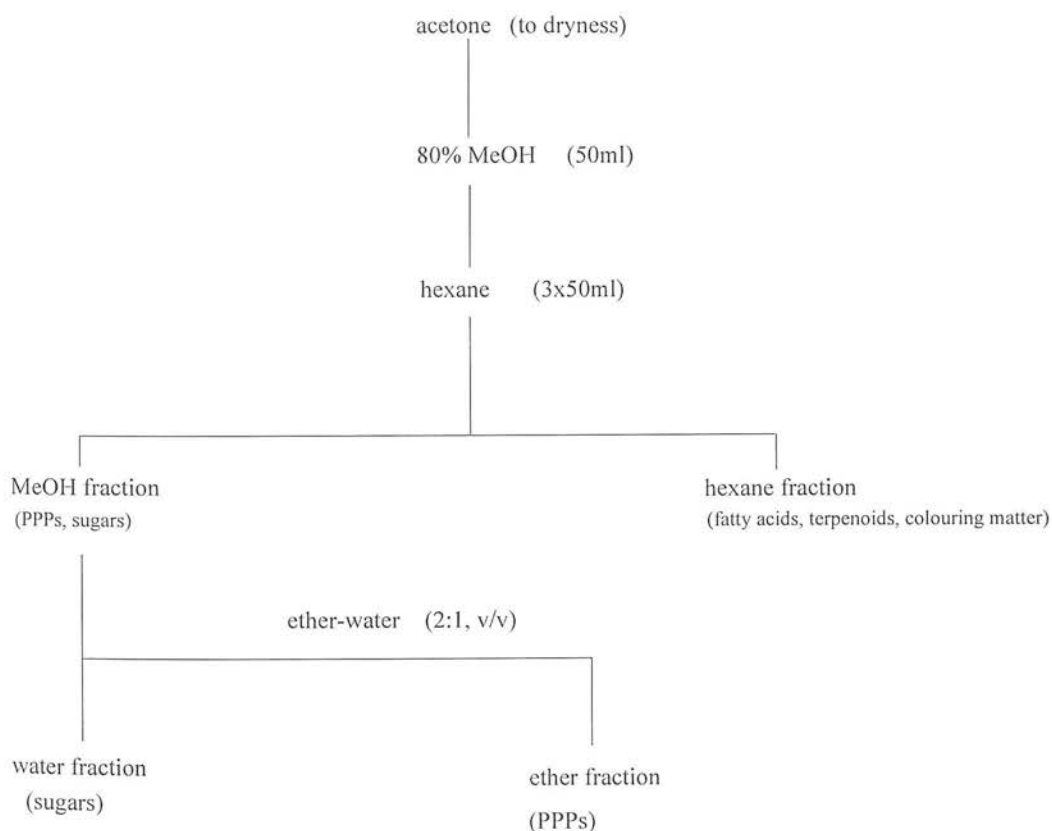 acetone (to dryness)
80% MeOH (50ml)
hexane (3x50ml)
MeOH fraction
(PPPs, sugars)
hexane fraction
(fatty acids, terpenoids, colouring matter)
ether-water (2:1, v/v)
water fraction
(sugars)
ether fraction
(PPPs)